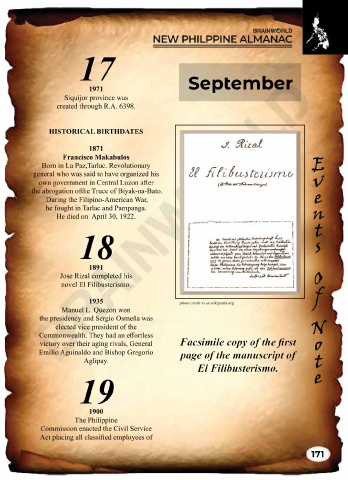 BRAINWORLD
NEW PHILPPINE ALMANAC
17
1971
Siquijor province was
created through R.A. 6398.
HISTORICAL BIRTHDATES
1871
Francisco Makabulos
Born in La Paz,Tarlac. Revolutionary
general who was said to have organized his
own government in Central Luzon after
the abrogation of the Truce of Biyak-na-Bato.
During the Filipino-American War,
he fought in Tarlac and Pampanga.
He died on April 30, 1922.
18
1891
Jose Rizal completed his
novel El Filibusterismo.
1935
Manuel L. Quezon won
the presidency and Sergio Osmeña was
elected vice president of the
Commonwealth. They had an effortless
victory over their aging rivals, General
Emilio Aguinaldo and Bishop Gregorio
Aglipay.
19
1900
The Philippine
Commission enacted the Civil Service
Act placing all classified employees of
September
J. Rizal
El Filibusterismo
photo credit to en.wikipedia.org
Facsimile copy of the first
page of the manuscript of
El Filibusterismo.
Events Of Note
171